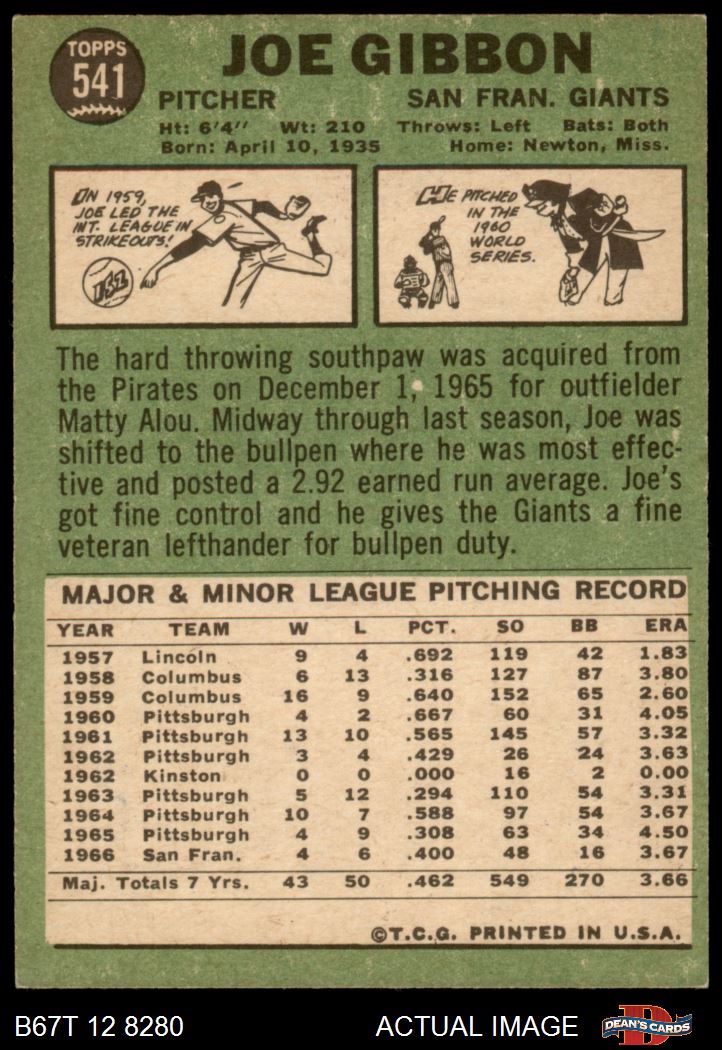 TOPPS
541
JOE GIBBON
PITCHER SAN FRAN. GIANTS
Ht: 6'4" Wt: 210 Throws: Left Bats: Both
Born: April 10, 1935 Home: Newton, Miss.
IN 1959,
JOE LED THE
INT. LEAGUE IN
STRIKEOUTS!
152
HE PITCHED
IN THE
1960
WORLD
SERIES.
The hard throwing southpaw was acquired from
the Pirates on December 1, 1965 for outfielder
Matty Alou. Midway through last season, Joe was
shifted to the bullpen where he was most effec-
tive and posted a 2.92 earned run average. Joe's
got fine control and he gives the Giants a fine
veteran lefthander for bullpen duty.
MAJOR & MINOR LEAGUE PITCHING RECORD
YEAR TEAM W L PCT. SO BB ERA
1957 Lincoln 9 4 .692 119 42 1.83
1958 Columbus 6 13 .316 127 87 3.80
1959 Columbus 16 9 .640 152 65 2.60
1960 Pittsburgh 4 2 .667 60 31 4.05
1961 Pittsburgh 13 10 .565 145 57 3.32
1962 Pittsburgh 3 4 .429 26 24 3.63
1962 Kinston 0 0 .000 16 2 0.00
1963 Pittsburgh 5 12 .294 110 54 3.31
1964 Pittsburgh 10 7 .588 97 54 3.67
1965 Pittsburgh 4 9 .308 63 34 4.50
1966 San Fran. 4 6 .400 48 16 3.67
Maj. Totals 7 Yrs. 43 50 .462 549 270 3.66
©T.C.G. PRINTED IN U.S.A.
B67T 12 8280 ACTUAL IMAGE D DEAN'S CARDS